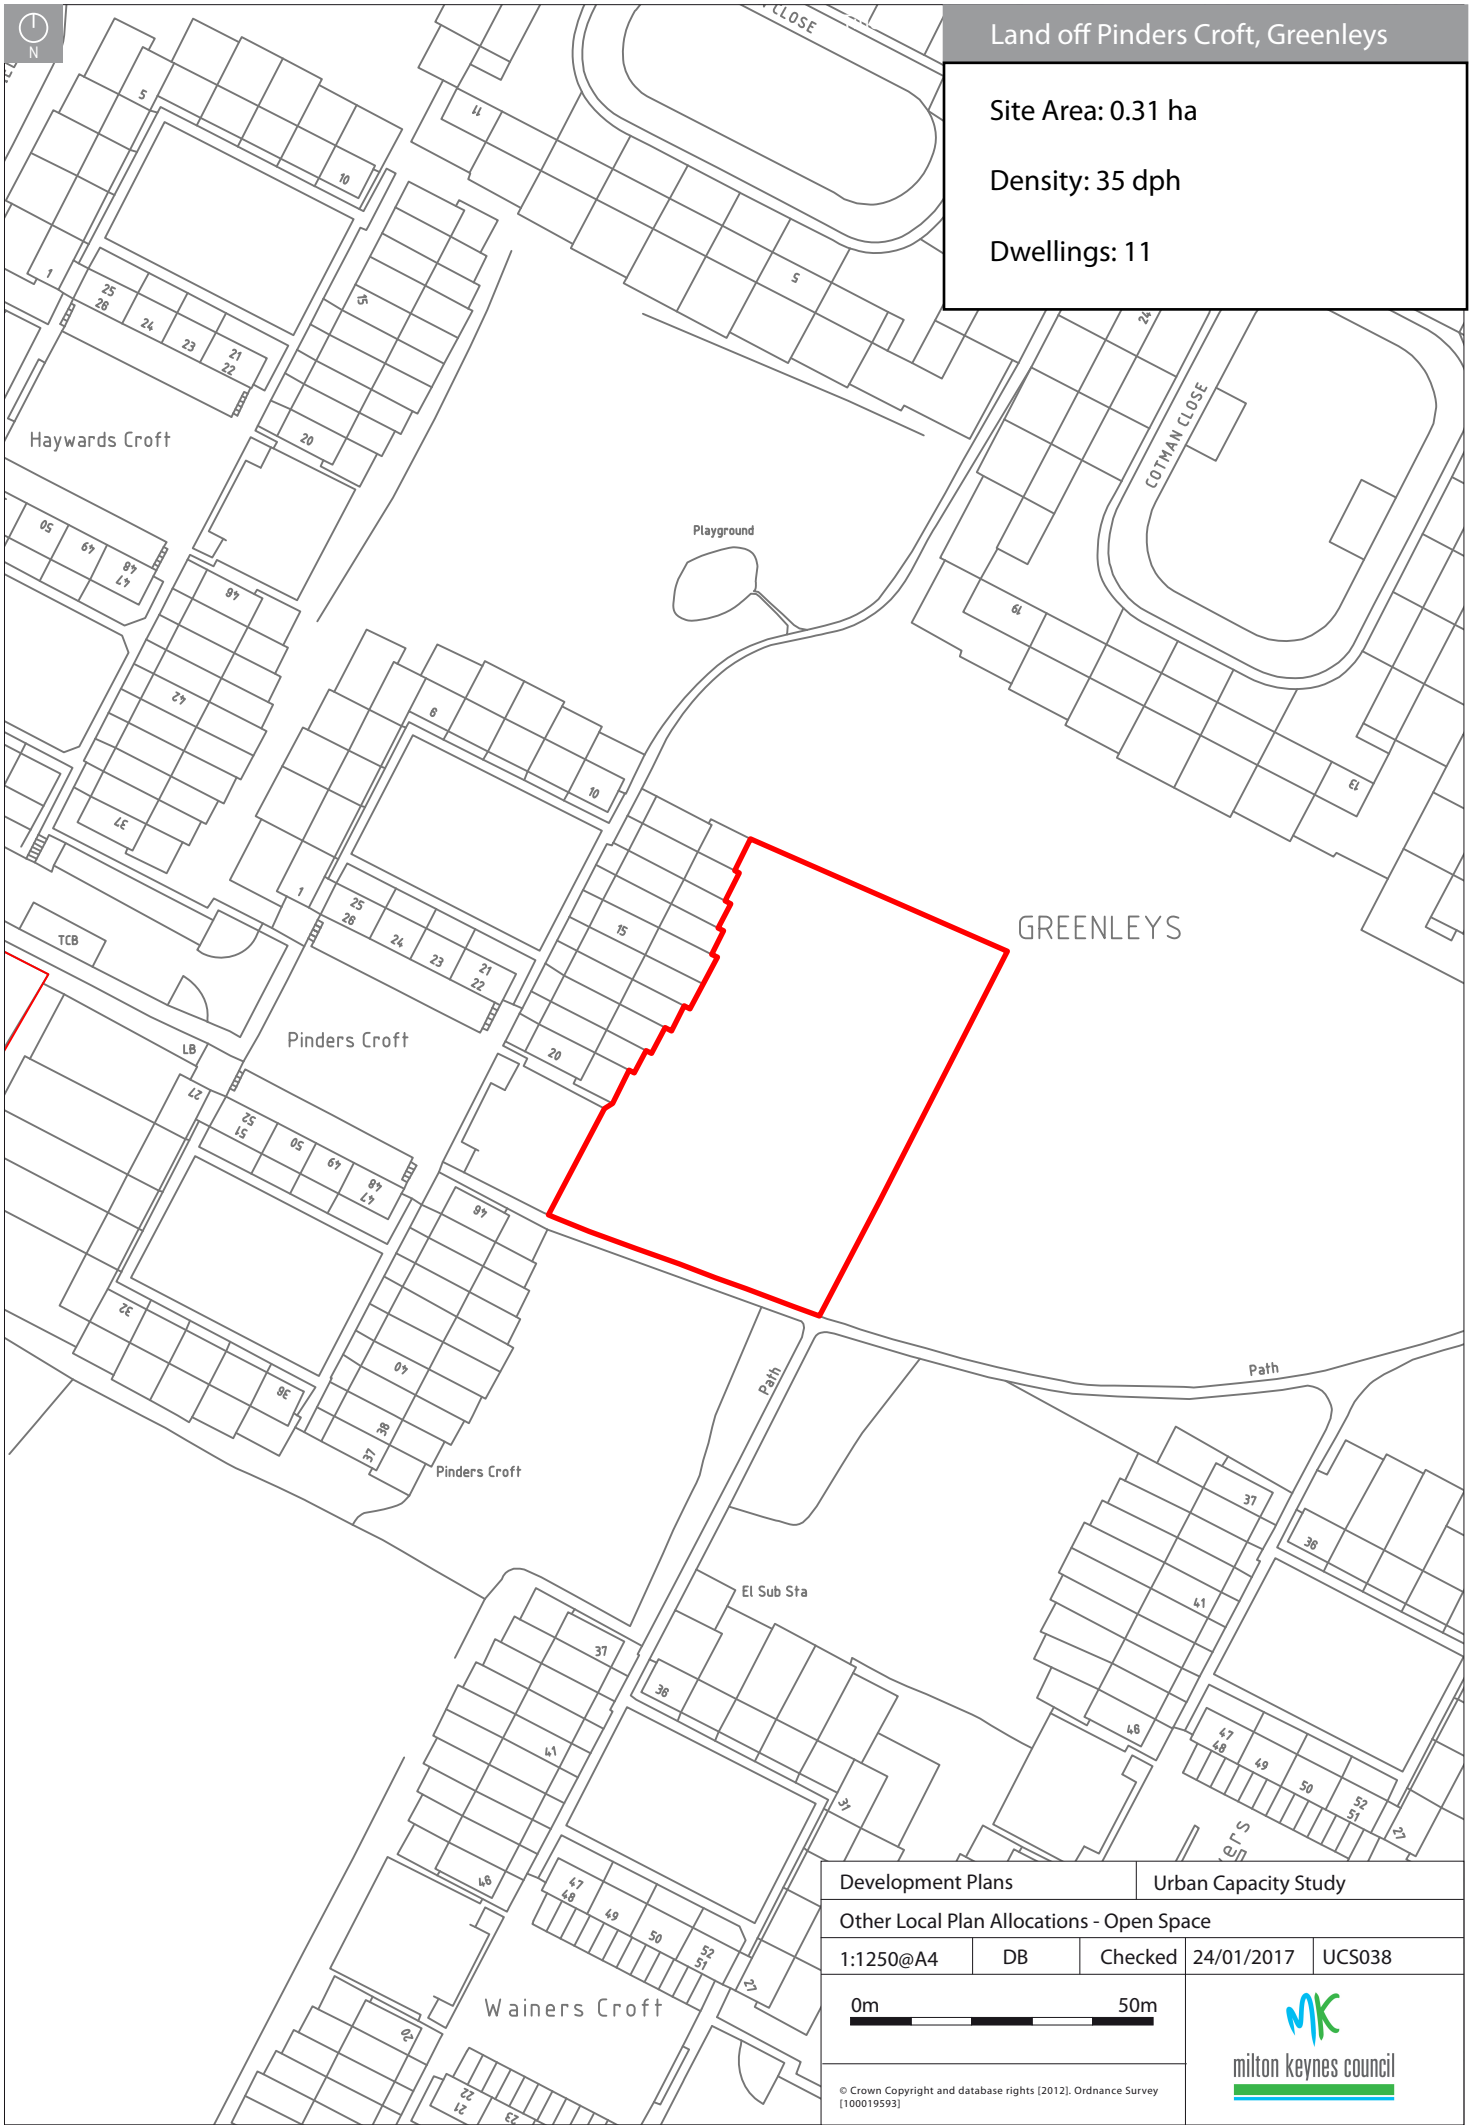 N
CLOSE
Land off Pinders Croft, Greenleys
Site Area: 0.31 ha
Density: 35 dph
Dwellings: 11
5
11
10
1
25
26
24
23
21
22
15
5
24
20
Haywards Croft
COTMAN CLOSE
50
49
48
47
46
Playground
19
42
37
6
10
13
1
25
26
24
23
21
22
15
GREENLEYS
TCB
LB
Pinders Croft
20
27
52
51
50
49
48
47
46
32
36
40
38
37
Path
Path
Pinders Croft
37
36
El Sub Sta
41
37
36
41
46
31
46
47
48
49
50
52
51
27
47
48
49
50
52
51
27
Wainers Croft
20
22
21
23
Development Plans
Urban Capacity Study
Other Local Plan Allocations - Open Space
1:1250@A4
DB
Checked
24/01/2017
UCS038
0m
50m
MK
milton keynes council
© Crown Copyright and database rights [2012]. Ordnance Survey
[100019593]